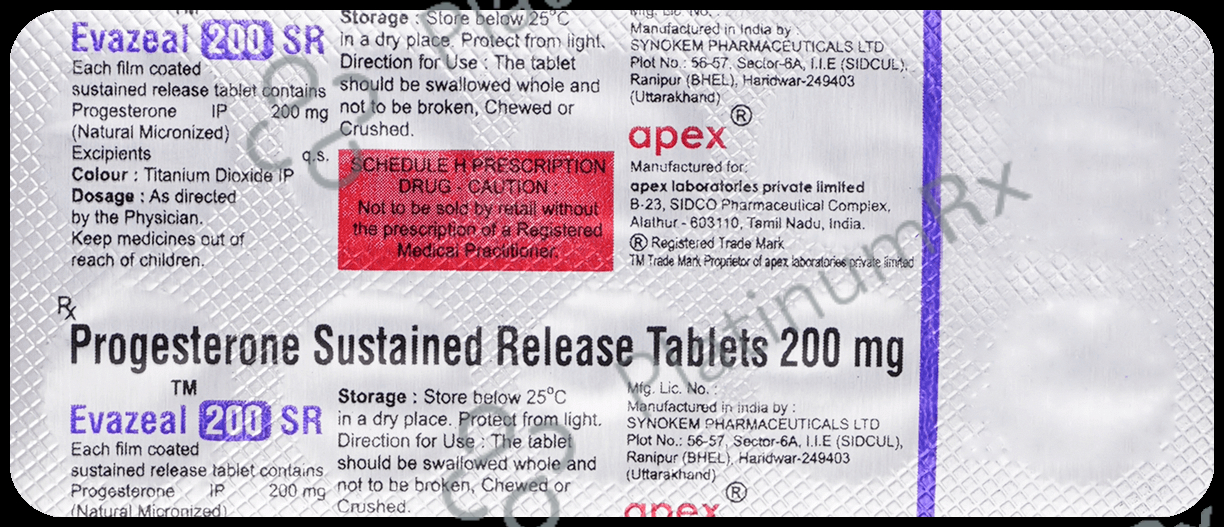 TM
Evazeal 200 SR
Each film coated
sustained release tablet contains
Progesterone IP 200 mg
(Natural Micronized)
Excipients q.s.
Colour : Titanium Dioxide IP
Dosage : As directed
by the Physician.
Keep medicines out of
reach of children.
Storage : Store below 25°C
in a dry place. Protect from light.
Direction for Use : The tablet
should be swallowed whole and
not to be broken, Chewed or
Crushed.
SCHEDULE H PRESCRIPTION
DRUG - CAUTION
Not to be sold by retail without
the prescription of a Registered
Medical Practitioner.
Mfg. Lic. No. :
Manufactured in India by :
SYNOKEM PHARMACEUTICALS LTD
Plot No.: 56-57, Sector-6A, I.I.E (SIDCUL),
Ranipur (BHEL), Haridwar-249403
(Uttarakhand)
apex ®
Manufactured for:
apex laboratories private limited
B-23, SIDCO Pharmaceutical Complex,
Alathur - 603110, Tamil Nadu, India.
® Registered Trade Mark
TM Trade Mark Proprietor of apex laboratories private limited
Rx
Progesterone Sustained Release Tablets 200 mg
TM
Evazeal 200 SR
Each film coated
sustained release tablet contains
Progesterone IP 200 mg
(Natural Micronized)
Storage : Store below 25°C
in a dry place. Protect from light.
Direction for Use : The tablet
should be swallowed whole and
not to be broken, Chewed or
Crushed.
Mfg. Lic. No. :
Manufactured in India by :
SYNOKEM PHARMACEUTICALS LTD
Plot No.: 56-57, Sector-6A, I.I.E (SIDCUL),
Ranipur (BHEL), Haridwar-249403
(Uttarakhand)
apex ®
PlatinumRx